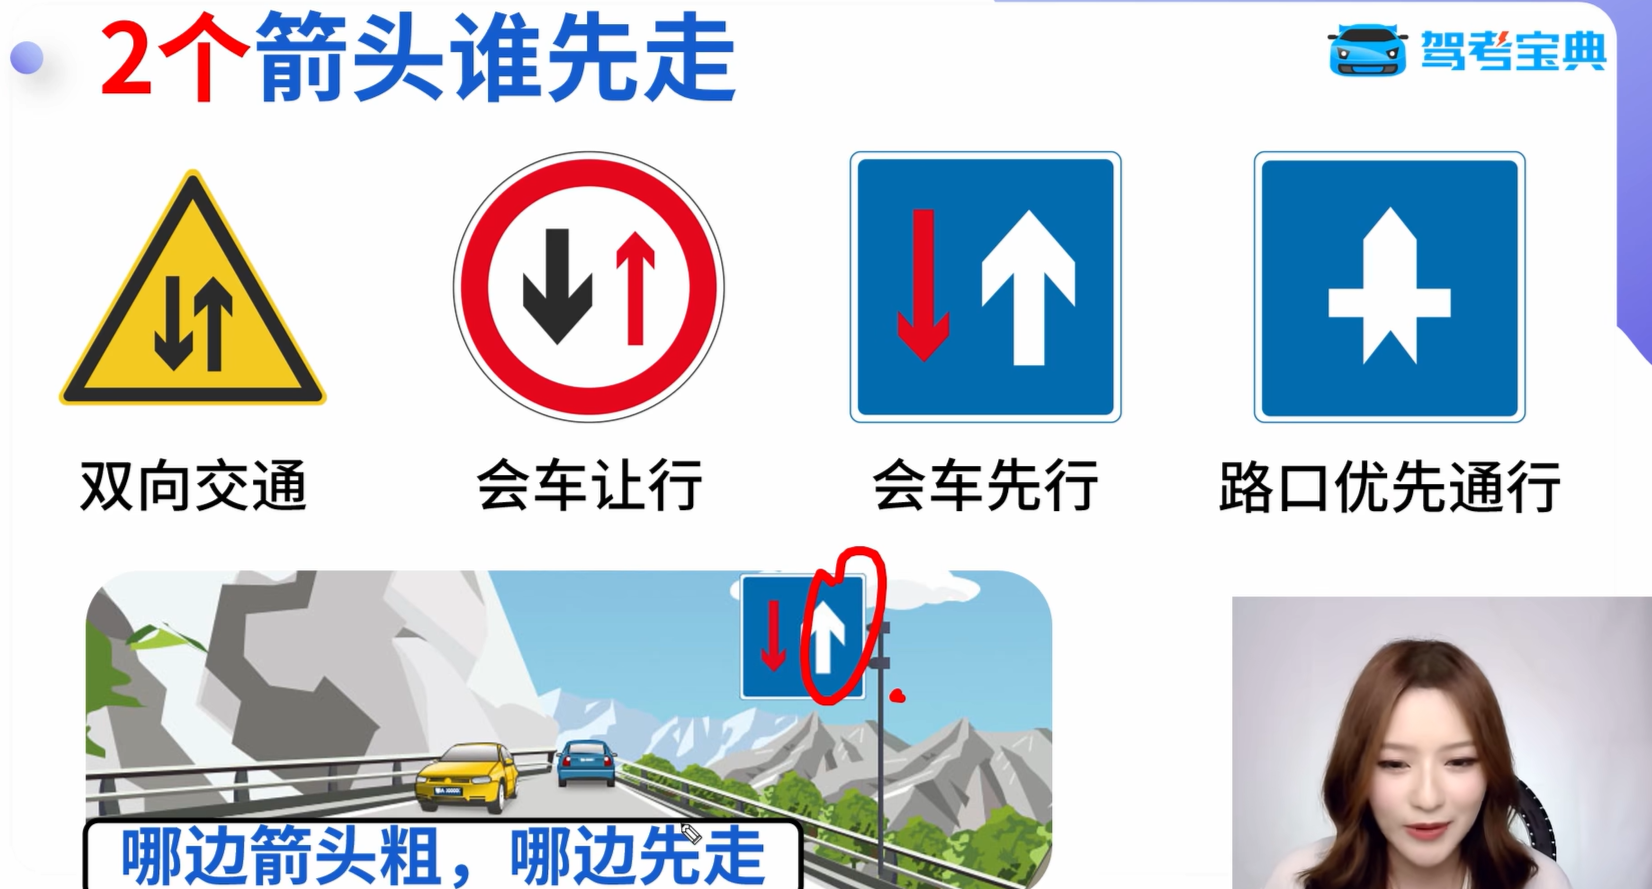 2个箭头谁先走
驾考宝典
双向交通
会车让行
会车先行
路口优先通行
哪边箭头粗，哪边先走